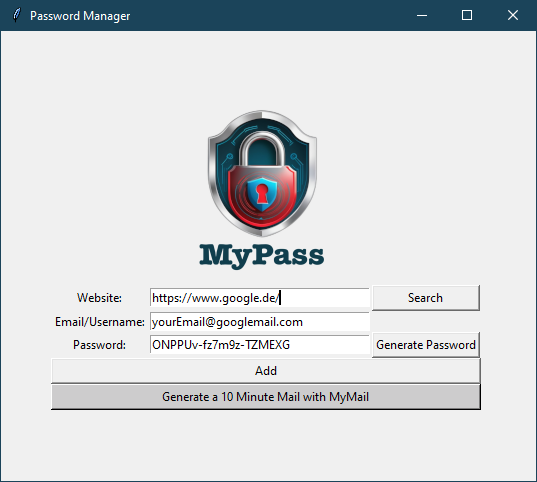 Password Manager
MyPass
Website: https://www.google.de/ Search
Email/Username: yourEmail@googlemail.com
Password: ONPPUv-fz7m9z-TZMEXG Generate Password
Add
Generate a 10 Minute Mail with MyMail